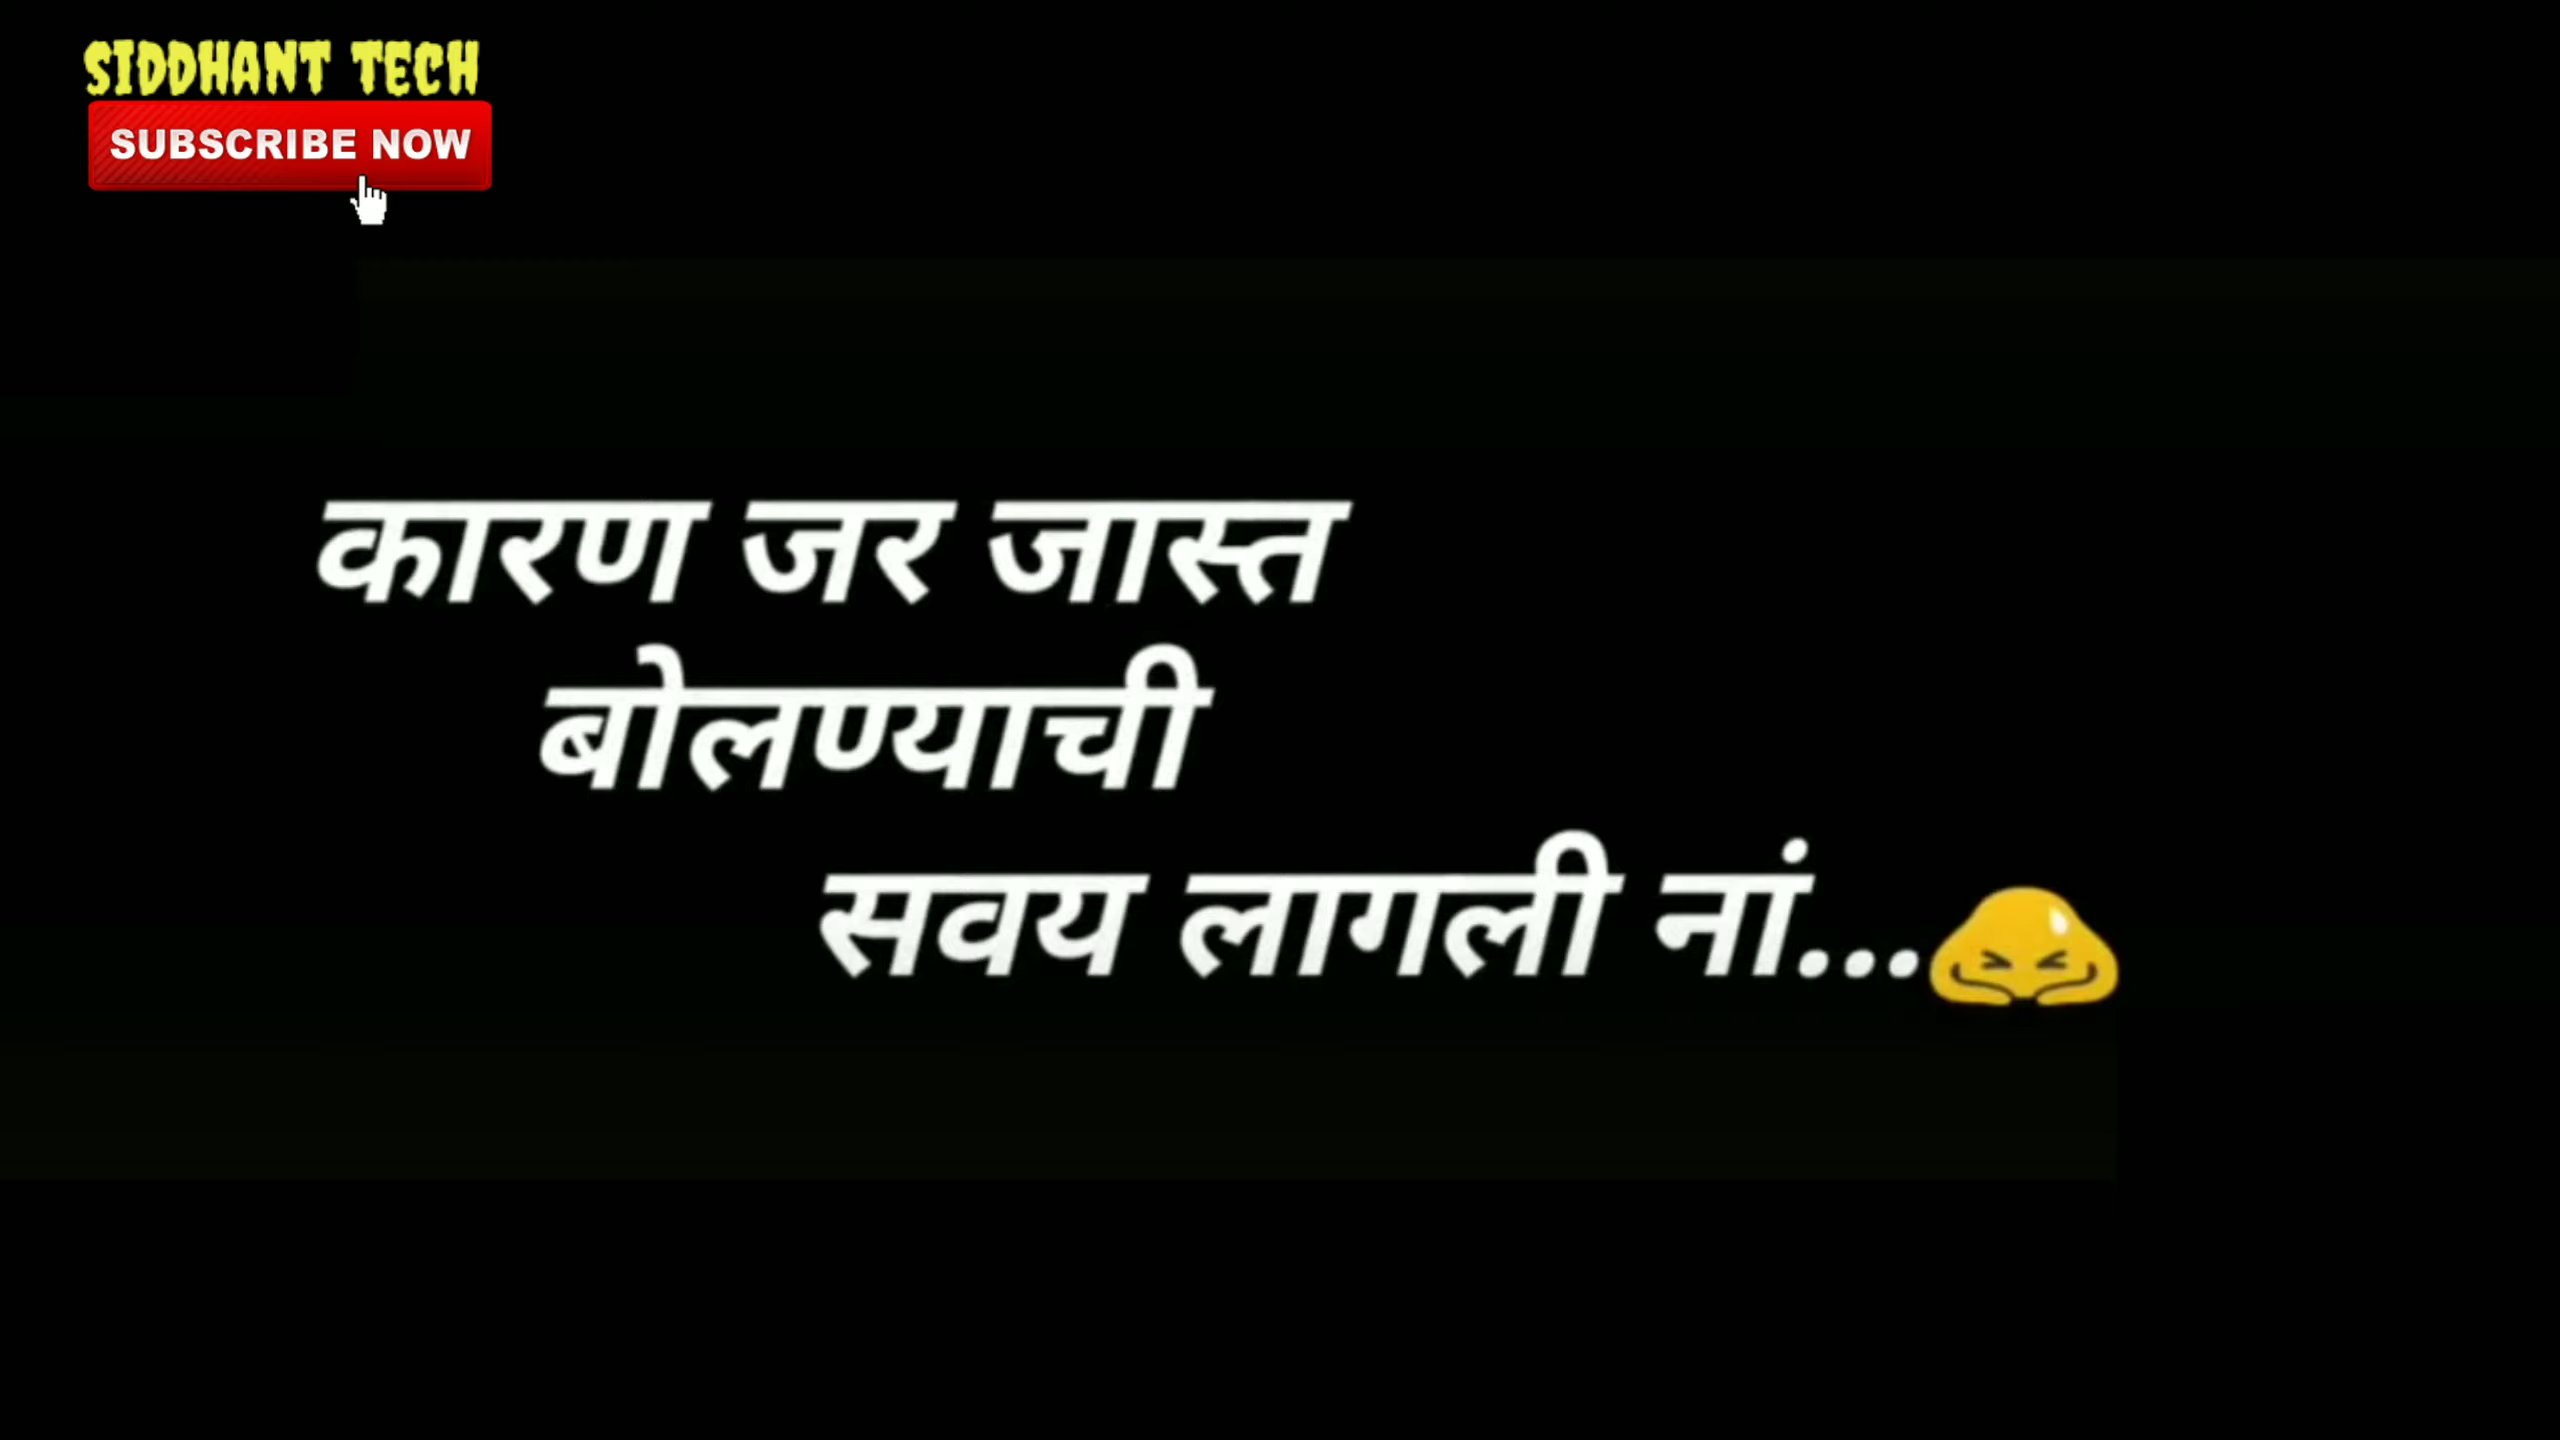 SIDDHANT TECH
SUBSCRIBE NOW
कारण जर जास्त
बोलण्याची
सवय लागली नां...🙇